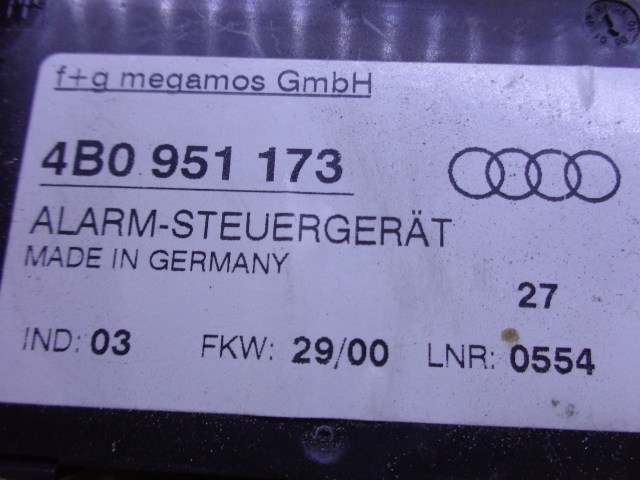 f+g megamos GmbH
4B0 951 173
ALARM-STEUERGERÄT
MADE IN GERMANY
27
IND: 03 FKW: 29/00 LNR: 0554